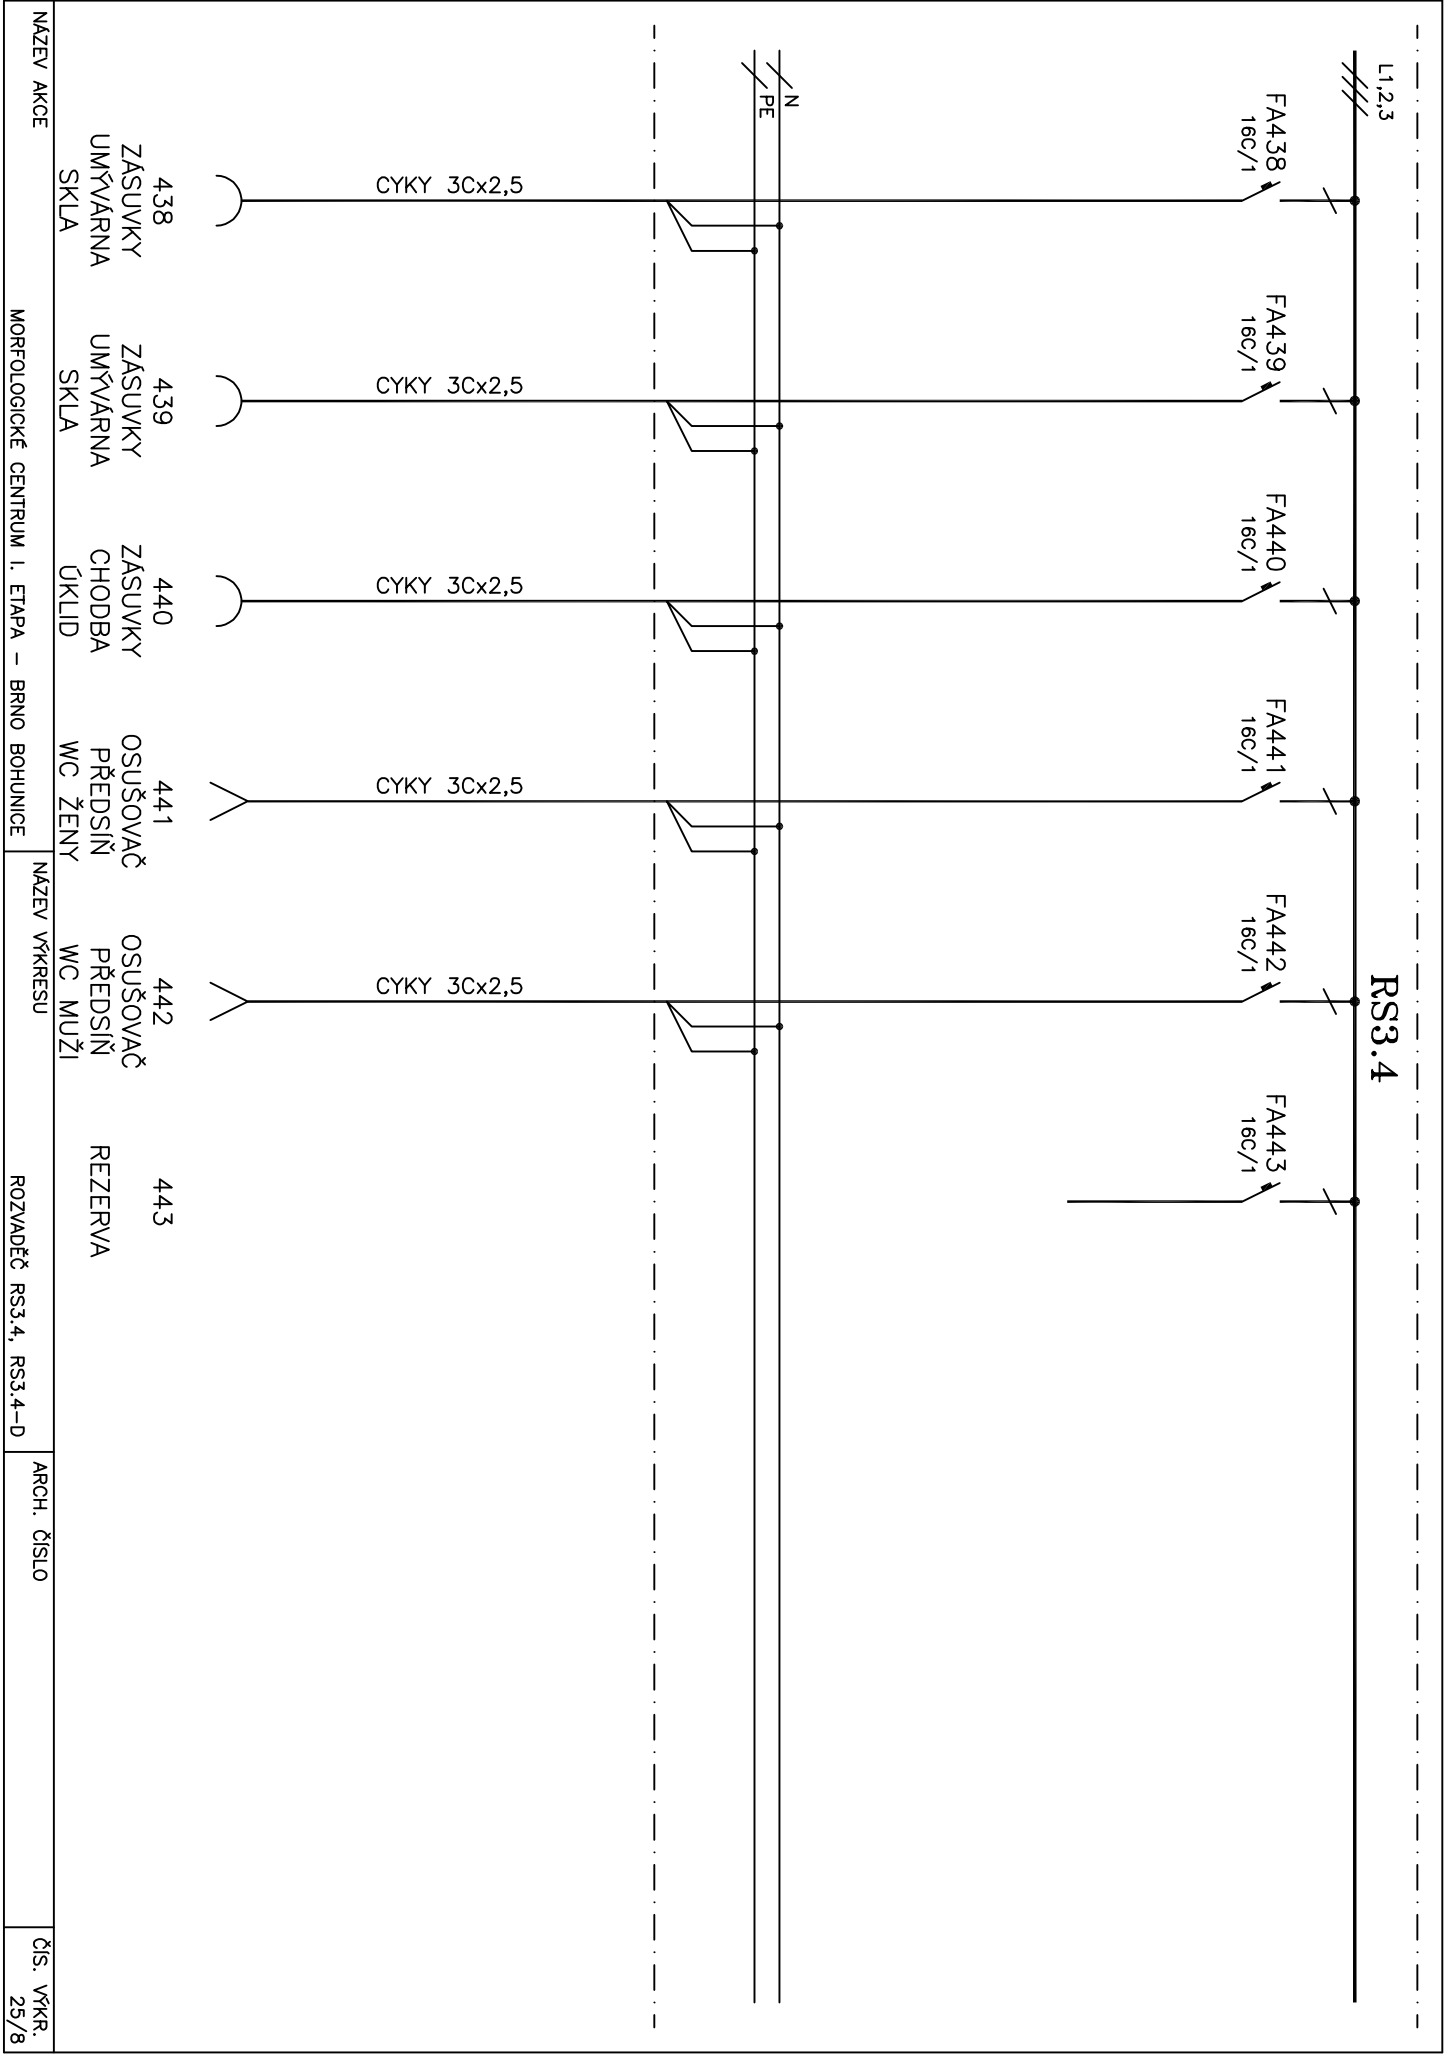 RS3.4
L1,2,3
FA438
16C/1
FA439
16C/1
FA440
16C/1
FA441
16C/1
FA442
16C/1
FA443
16C/1
N
PE
CYKY 3Cx2,5
CYKY 3Cx2,5
CYKY 3Cx2,5
CYKY 3Cx2,5
CYKY 3Cx2,5
438
ZÁSUVKY
UMÝVÁRNA
SKLA
439
ZÁSUVKY
UMÝVÁRNA
SKLA
440
ZÁSUVKY
CHODBA
ÚKLID
441
OSUŠOVAČ
PŘEDSÍŇ
WC ŽENY
442
OSUŠOVAČ
PŘEDSÍŇ
WC MUŽI
443
REZERVA
NÁZEV AKCE
MORFOLOGICKÉ CENTRUM I. ETAPA – BRNO BOHUNICE
NÁZEV VÝKRESU
ROZVADĚČ RS3.4, RS3.4–D
ARCH. ČÍSLO
ČÍS. VÝKR.
25/8